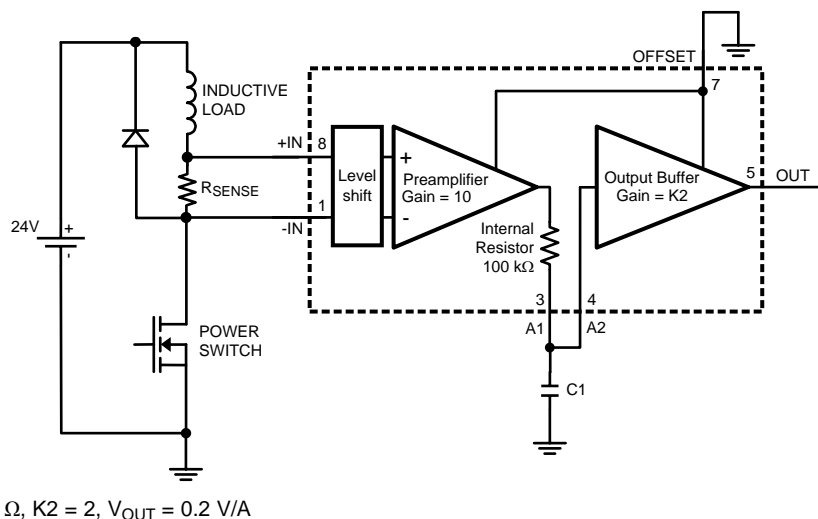 OFFSET
7
INDUCTIVE
LOAD
+IN
8
Level
shift
+
-
Preamplifier
Gain = 10
Output Buffer
Gain = K2
5
OUT
RSENSE
1
-IN
24V
+
-
Internal
Resistor
100 kΩ
3
4
A1
A2
POWER
SWITCH
C1
Ω, K2 = 2, VOUT = 0.2 V/A